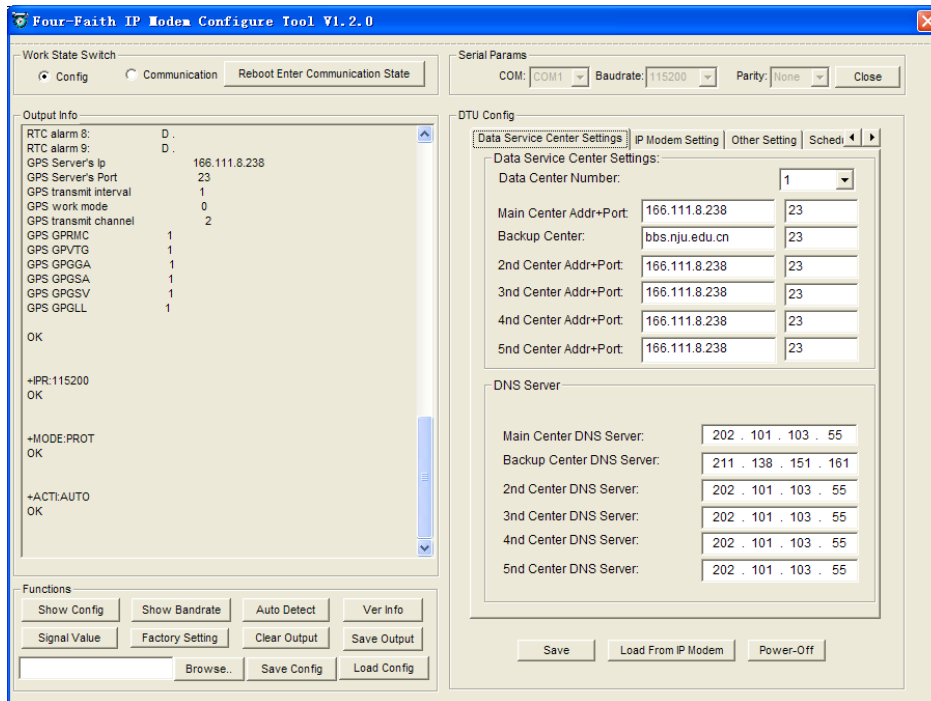 Four-Faith IP Modem Configure Tool V1.2.0
Work State Switch
Config Communication Reboot Enter Communication State
Serial Params
COM: COM1 Baudrate: 115200 Parity: None Close
Output Info
RTC alarm 8: D .
RTC alarm 9: D .
GPS Server's Ip 166.111.8.238
GPS Server's Port 23
GPS transmit interval 1
GPS work mode 0
GPS transmit channel 2
GPS GPRMC 1
GPS GPVTG 1
GPS GPGGA 1
GPS GPGSA 1
GPS GPGSV 1
GPS GPGLL 1
OK
+IPR:115200
OK
+MODE:PROT
OK
+ACTI:AUTO
OK
Functions
Show Config Show Bandrate Auto Detect Ver Info
Signal Value Factory Setting Clear Output Save Output
Browse.. Save Config Load Config
DTU Config
Data Service Center Settings IP Modem Setting Other Setting Schedu
Data Service Center Settings:
Data Center Number: 1
Main Center Addr+Port: 166.111.8.238 23
Backup Center: bbs.nju.edu.cn 23
2nd Center Addr+Port: 166.111.8.238 23
3nd Center Addr+Port: 166.111.8.238 23
4nd Center Addr+Port: 166.111.8.238 23
5nd Center Addr+Port: 166.111.8.238 23
DNS Server
Main Center DNS Server: 202 . 101 . 103 . 55
Backup Center DNS Server: 211 . 138 . 151 . 161
2nd Center DNS Server: 202 . 101 . 103 . 55
3nd Center DNS Server: 202 . 101 . 103 . 55
4nd Center DNS Server: 202 . 101 . 103 . 55
5nd Center DNS Server: 202 . 101 . 103 . 55
Save Load From IP Modem Power-Off